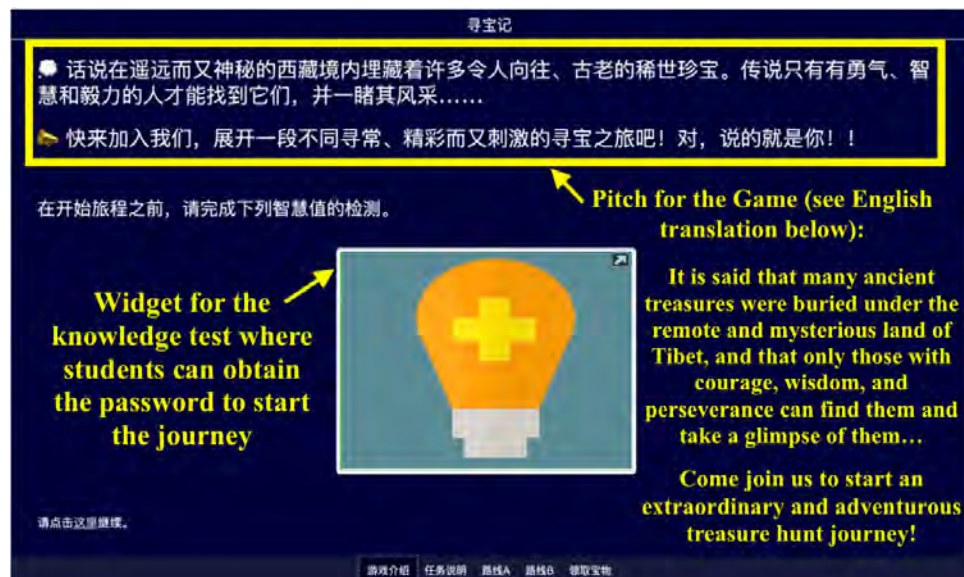 寻宝记
话说在遥远而又神秘的西藏境内埋藏着许多令人向往、古老的稀世珍宝。传说只有有勇气、智
慧和毅力的人才能找到它们，并一睹其风采……
快来加入我们，展开一段不同寻常、精彩而又刺激的寻宝之旅吧！对，说的就是你！！
在开始旅程之前，请完成下列智慧值的检测。
Pitch for the Game (see English
translation below):
It is said that many ancient
treasures were buried under the
remote and mysterious land of
Tibet, and that only those with
courage, wisdom, and
perseverance can find them and
take a glimpse of them…
Come join us to start an
extraordinary and adventurous
treasure hunt journey!
Widget for the
knowledge test where
students can obtain
the password to start
the journey
请点击这里继续。
游戏介绍 任务说明 路线A 路线B 领取宝物